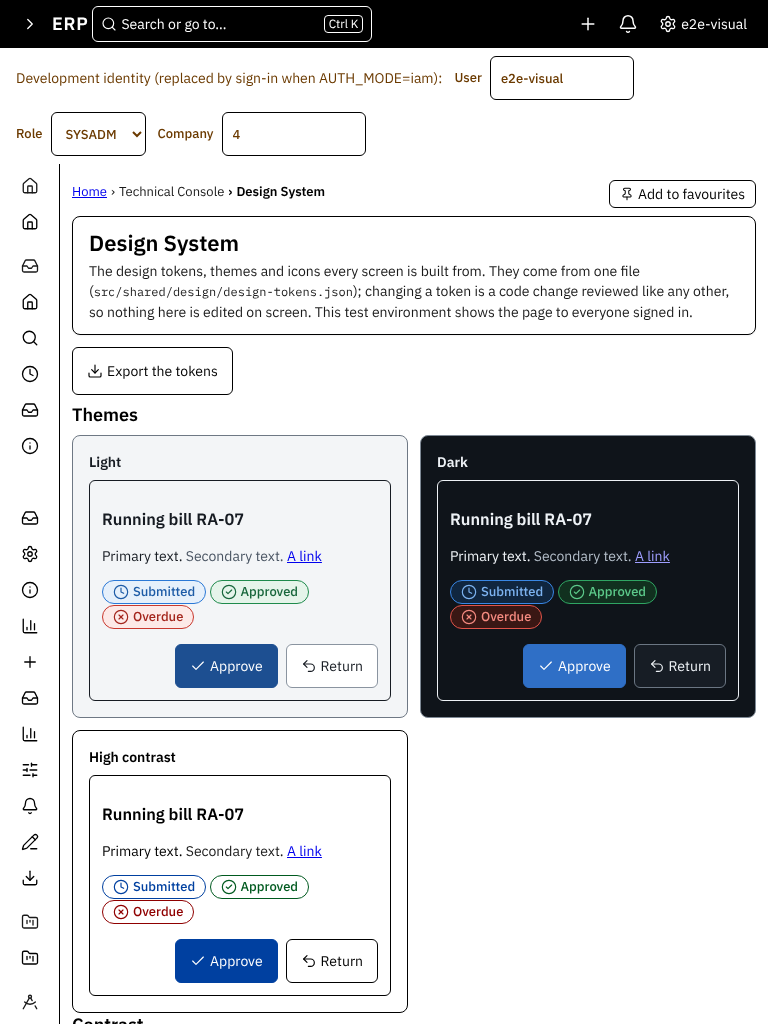 ERP
Search or go to...
Ctrl K
e2e-visual
Development identity (replaced by sign-in when AUTH_MODE=iam): User e2e-visual
Role SYSADM Company 4
Home › Technical Console › Design System
Add to favourites
Design System
The design tokens, themes and icons every screen is built from. They come from one file
(src/shared/design/design-tokens.json); changing a token is a code change reviewed like any other,
so nothing here is edited on screen. This test environment shows the page to everyone signed in.
Export the tokens
Themes
Light
Running bill RA-07
Primary text. Secondary text. A link
Submitted Approved
Overdue
Approve Return
Dark
Running bill RA-07
Primary text. Secondary text. A link
Submitted Approved
Overdue
Approve Return
High contrast
Running bill RA-07
Primary text. Secondary text. A link
Submitted Approved
Overdue
Approve Return
Contrast